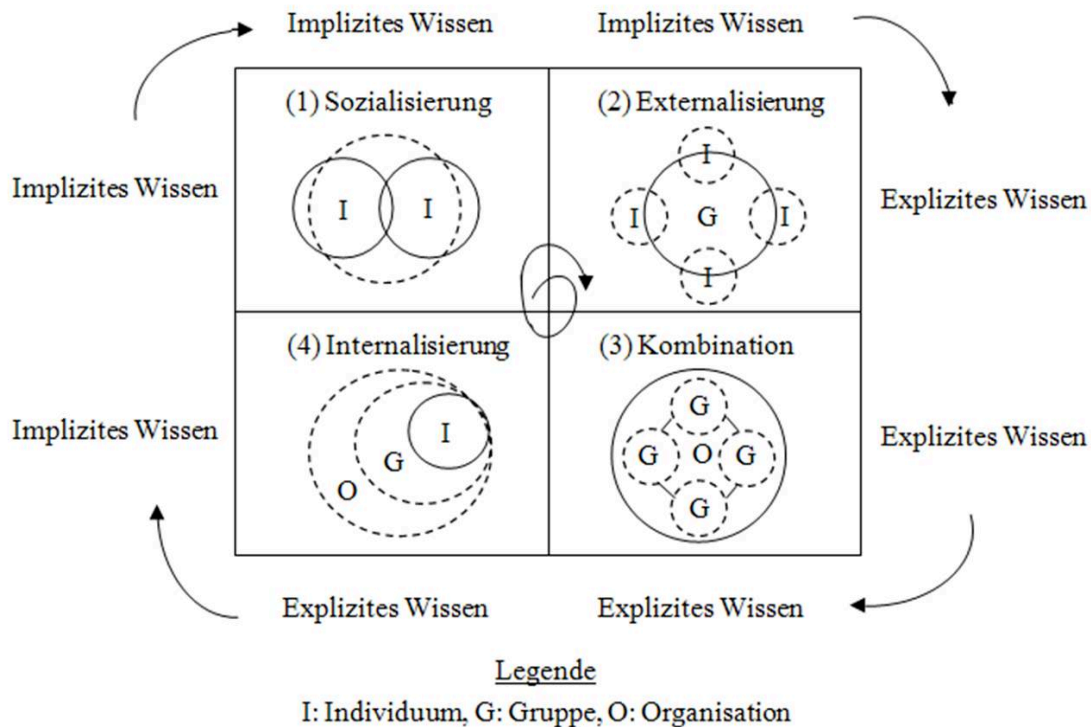 Implizites Wissen Implizites Wissen
(1) Sozialisierung (2) Externalisierung
I
Implizites Wissen I I I G I Explizites Wissen
I
(4) Internalisierung (3) Kombination
G
Implizites Wissen I G O G Explizites Wissen
G
O
G
Explizites Wissen Explizites Wissen
Legende
I: Individuum, G: Gruppe, O: Organisation